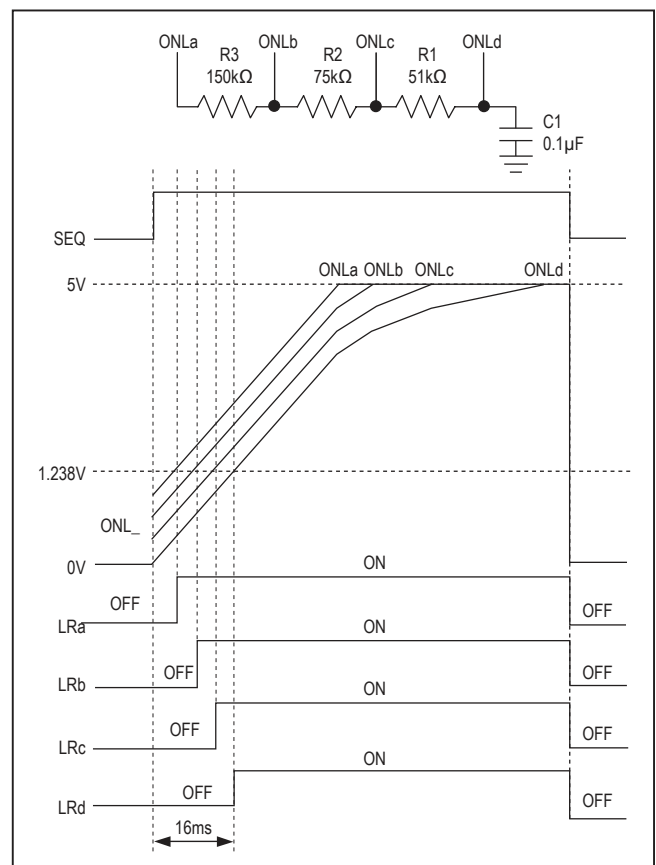 ONLa R3 ONLb R2 ONLc R1 ONLd
150kΩ 75kΩ 51kΩ
C1
0.1µF
SEQ
5V
ONLa ONLb ONLc ONLd
1.238V
ONL_
0V
ON
OFF
OFF
LRa
ON
OFF
OFF
LRb
ON
OFF
OFF
LRc
ON
OFF
OFF
LRd
16ms